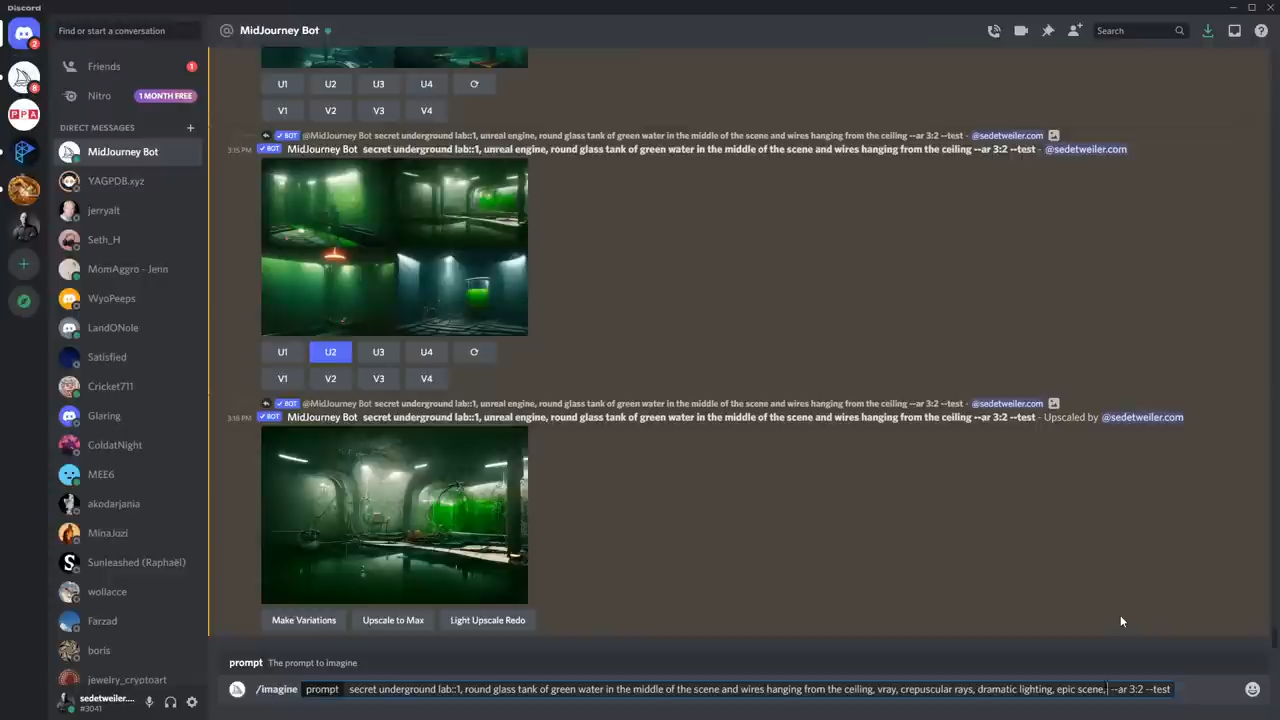 Discord
Find or start a conversation
MidJourney Bot
Search
2
8
PPA
Friends
1
Nitro
1 MONTH FREE
DIRECT MESSAGES
MidJourney Bot
YAGPDB.xyz
jerryalt
Seth_H
MomAggro - Jenn
WyoPeeps
LandONole
Satisfied
Cricket711
Glaring
ColdatNight
MEE6
akodarjania
MinaJozi
Sunleashed (Raphaël)
wollacce
Farzad
boris
jewelry_cryptoart
sedetweiler....
#3041
U1 U2 U3 U4
V1 V2 V3 V4
BOT @MidJourney Bot secret underground lab::1, unreal engine, round glass tank of green water in the middle of the scene and wires hanging from the ceiling --ar 3:2 --test - @sedetweiler.com
3:15 PM BOT MidJourney Bot secret underground lab::1, unreal engine, round glass tank of green water in the middle of the scene and wires hanging from the ceiling --ar 3:2 --test - @sedetweiler.com
U1 U2 U3 U4
V1 V2 V3 V4
BOT @MidJourney Bot secret underground lab::1, unreal engine, round glass tank of green water in the middle of the scene and wires hanging from the ceiling --ar 3:2 --test - @sedetweiler.com
3:18 PM BOT MidJourney Bot secret underground lab::1, unreal engine, round glass tank of green water in the middle of the scene and wires hanging from the ceiling --ar 3:2 --test - Upscaled by @sedetweiler.com
Make Variations Upscale to Max Light Upscale Redo
prompt The prompt to imagine
/imagine prompt secret underground lab::1, round glass tank of green water in the middle of the scene and wires hanging from the ceiling, vray, crepuscular rays, dramatic lighting, epic scene, --ar 3:2 --test